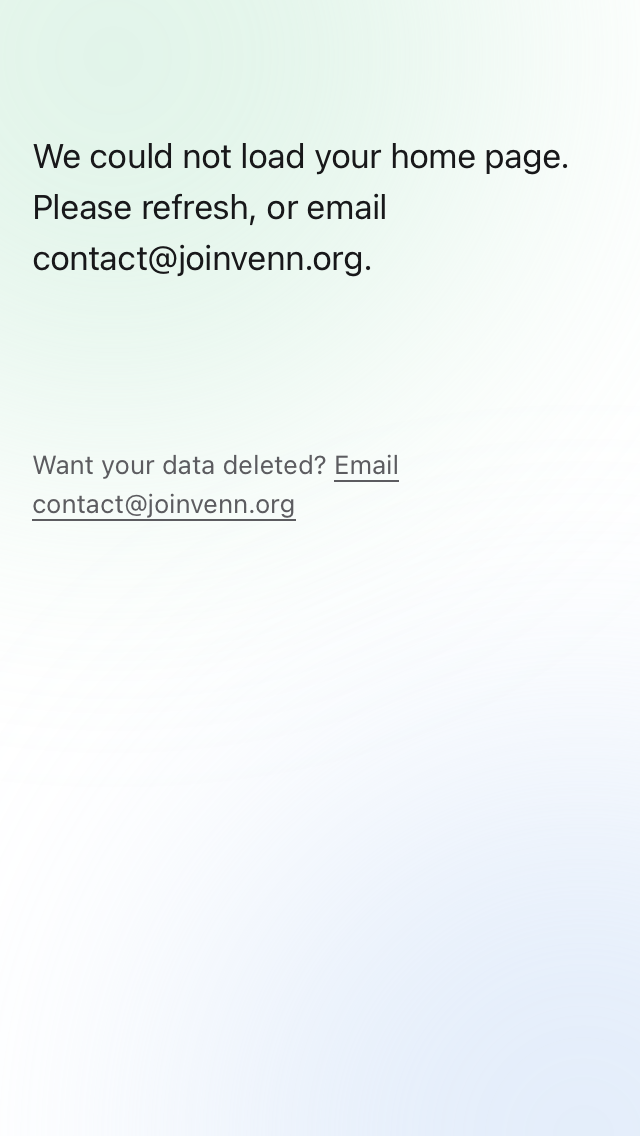 We could not load your home page.
Please refresh, or email
contact@joinvenn.org.
Want your data deleted? Email
contact@joinvenn.org